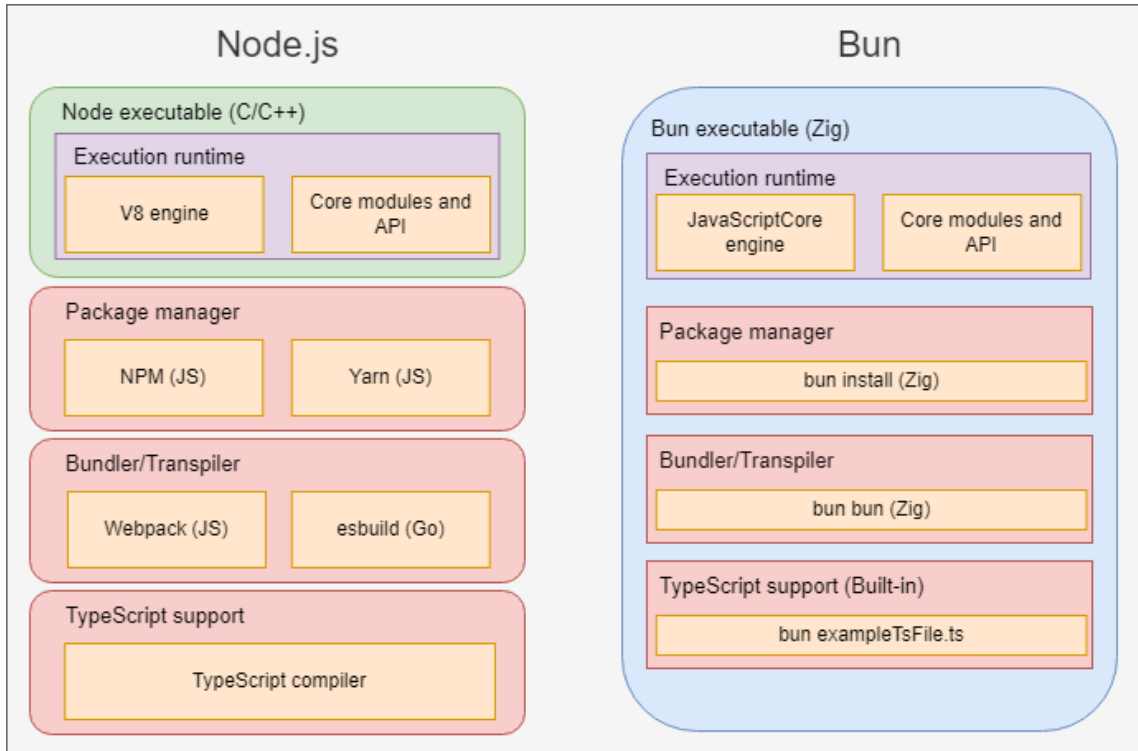 Node.js
Node executable (C/C++)
Execution runtime
V8 engine
Core modules and
API
Package manager
NPM (JS)
Yarn (JS)
Bundler/Transpiler
Webpack (JS)
esbuild (Go)
TypeScript support
TypeScript compiler
Bun
Bun executable (Zig)
Execution runtime
JavaScriptCore
engine
Core modules and
API
Package manager
bun install (Zig)
Bundler/Transpiler
bun bun (Zig)
TypeScript support (Built-in)
bun exampleTsFile.ts